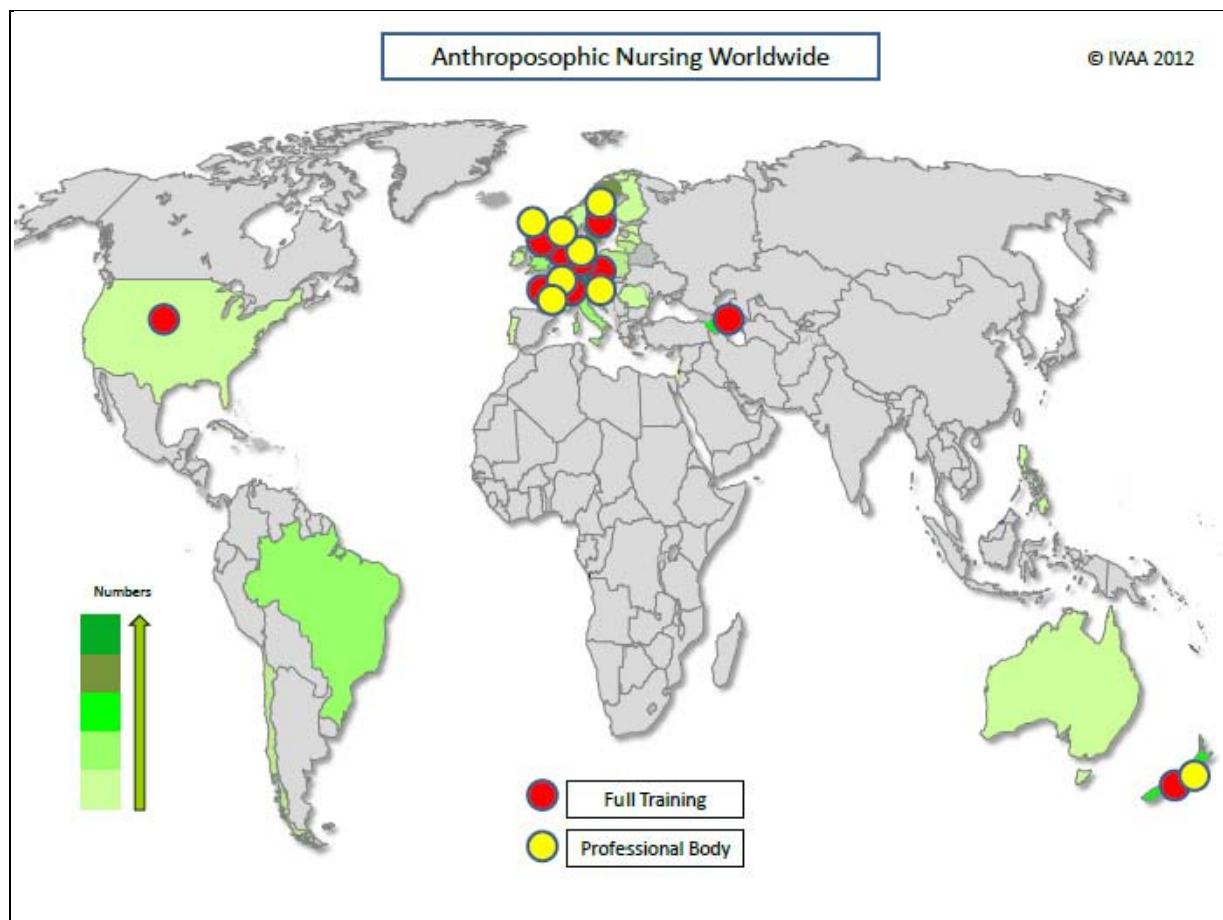 Anthroposophic Nursing Worldwide
© IVAA 2012
Numbers
Full Training
Professional Body